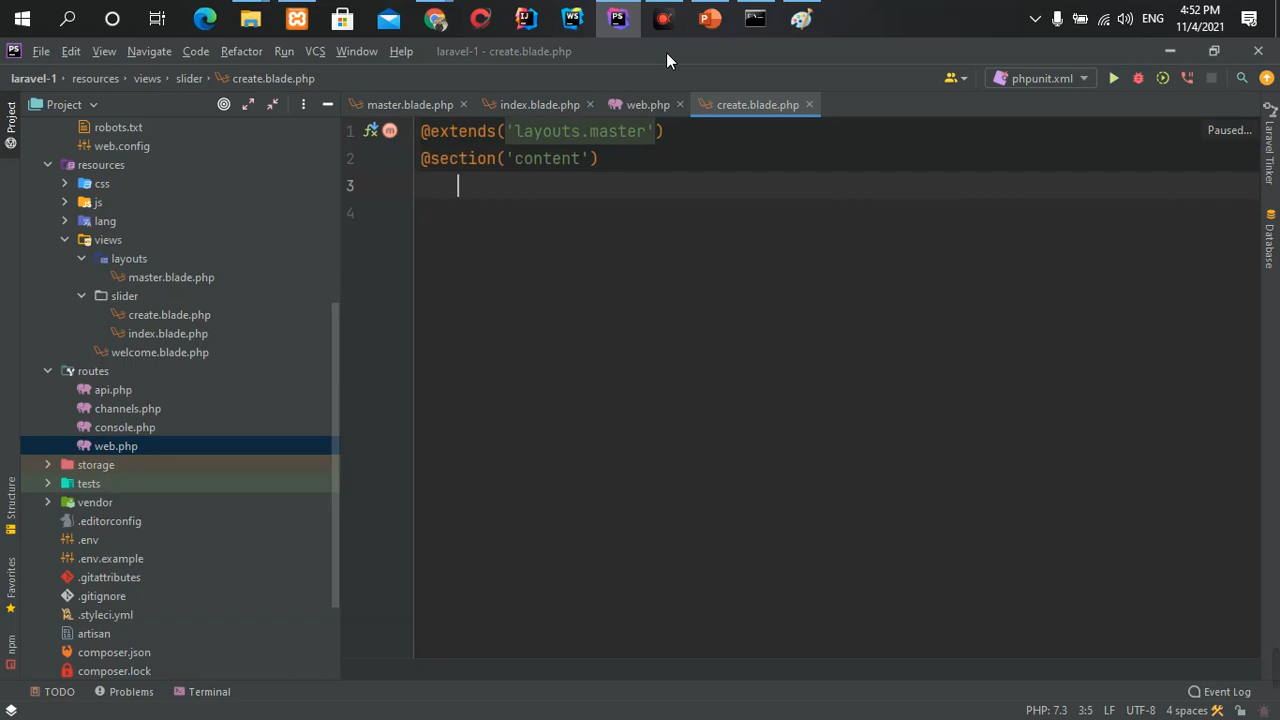 4:52 PM
ENG
11/4/2021
PS
File Edit View Navigate Code Refactor Run VCS Window Help laravel-1 - create.blade.php
laravel-1 resources views slider create.blade.php
phpunit.xml
Project
master.blade.php index.blade.php web.php create.blade.php
robots.txt
web.config
resources
css
js
lang
views
layouts
master.blade.php
slider
create.blade.php
index.blade.php
welcome.blade.php
routes
api.php
channels.php
console.php
web.php
storage
tests
vendor
.editorconfig
.env
.env.example
.gitattributes
.gitignore
.styleci.yml
artisan
composer.json
composer.lock
1 @extends('layouts.master')
2 @section('content')
3
4
Paused...
Project
Structure
Favorites
npm
Laravel Tinker
Database
TODO Problems Terminal Event Log
PHP: 7.3 3:5 LF UTF-8 4 spaces